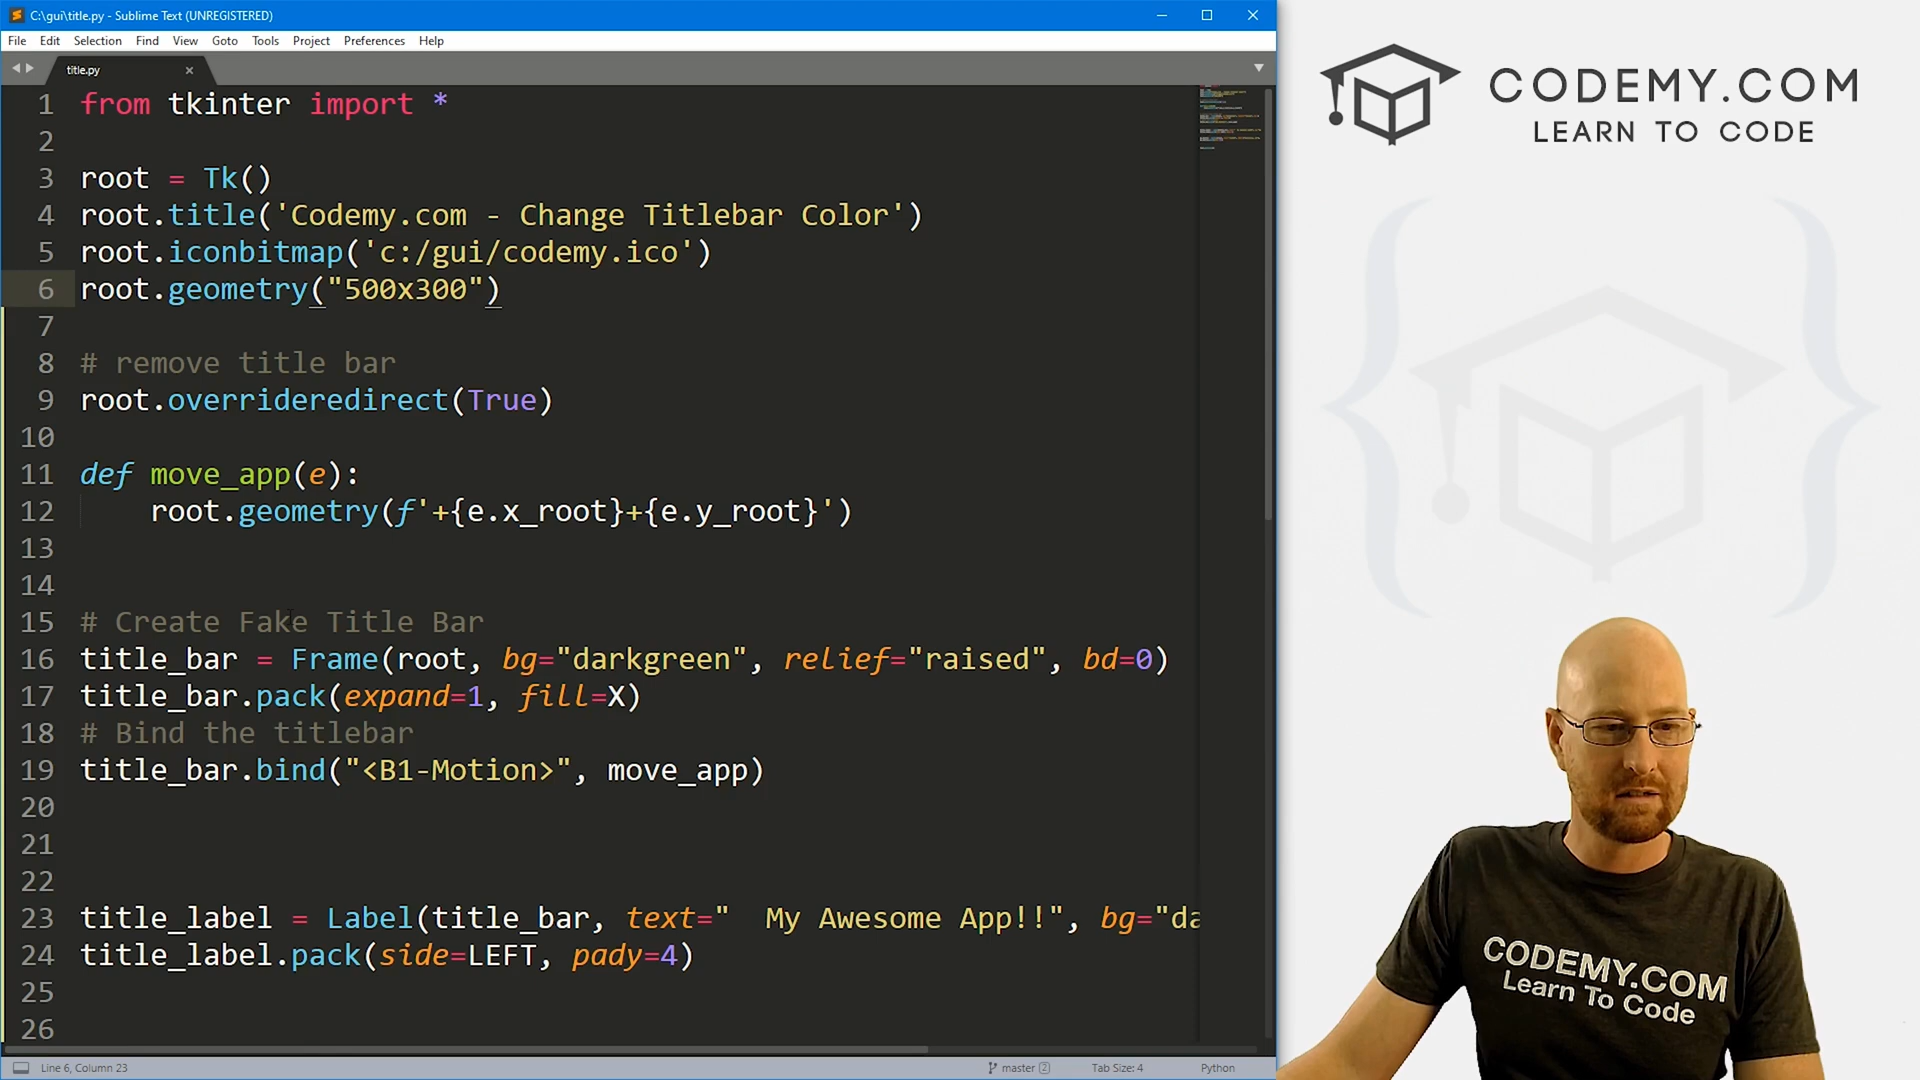 C:\gui\title.py - Sublime Text (UNREGISTERED)
File Edit Selection Find View Goto Tools Project Preferences Help
title.py
1 from tkinter import *
2
3 root = Tk()
4 root.title('Codemy.com - Change Titlebar Color')
5 root.iconbitmap('c:/gui/codemy.ico')
6 root.geometry("500x300")
7
8 # remove title bar
9 root.overrideredirect(True)
10
11 def move_app(e):
12 root.geometry(f'+{e.x_root}+{e.y_root}')
13
14
15 # Create Fake Title Bar
16 title_bar = Frame(root, bg="darkgreen", relief="raised", bd=0)
17 title_bar.pack(expand=1, fill=X)
18 # Bind the titlebar
19 title_bar.bind("<B1-Motion>", move_app)
20
21
22
23 title_label = Label(title_bar, text="  My Awesome App!!", bg="da
24 title_label.pack(side=LEFT, pady=4)
25
26
Line 6, Column 23
master 2
Tab Size: 4
Python
CODEMY.COM
LEARN TO CODE
CODEMY.COM
Learn To Code